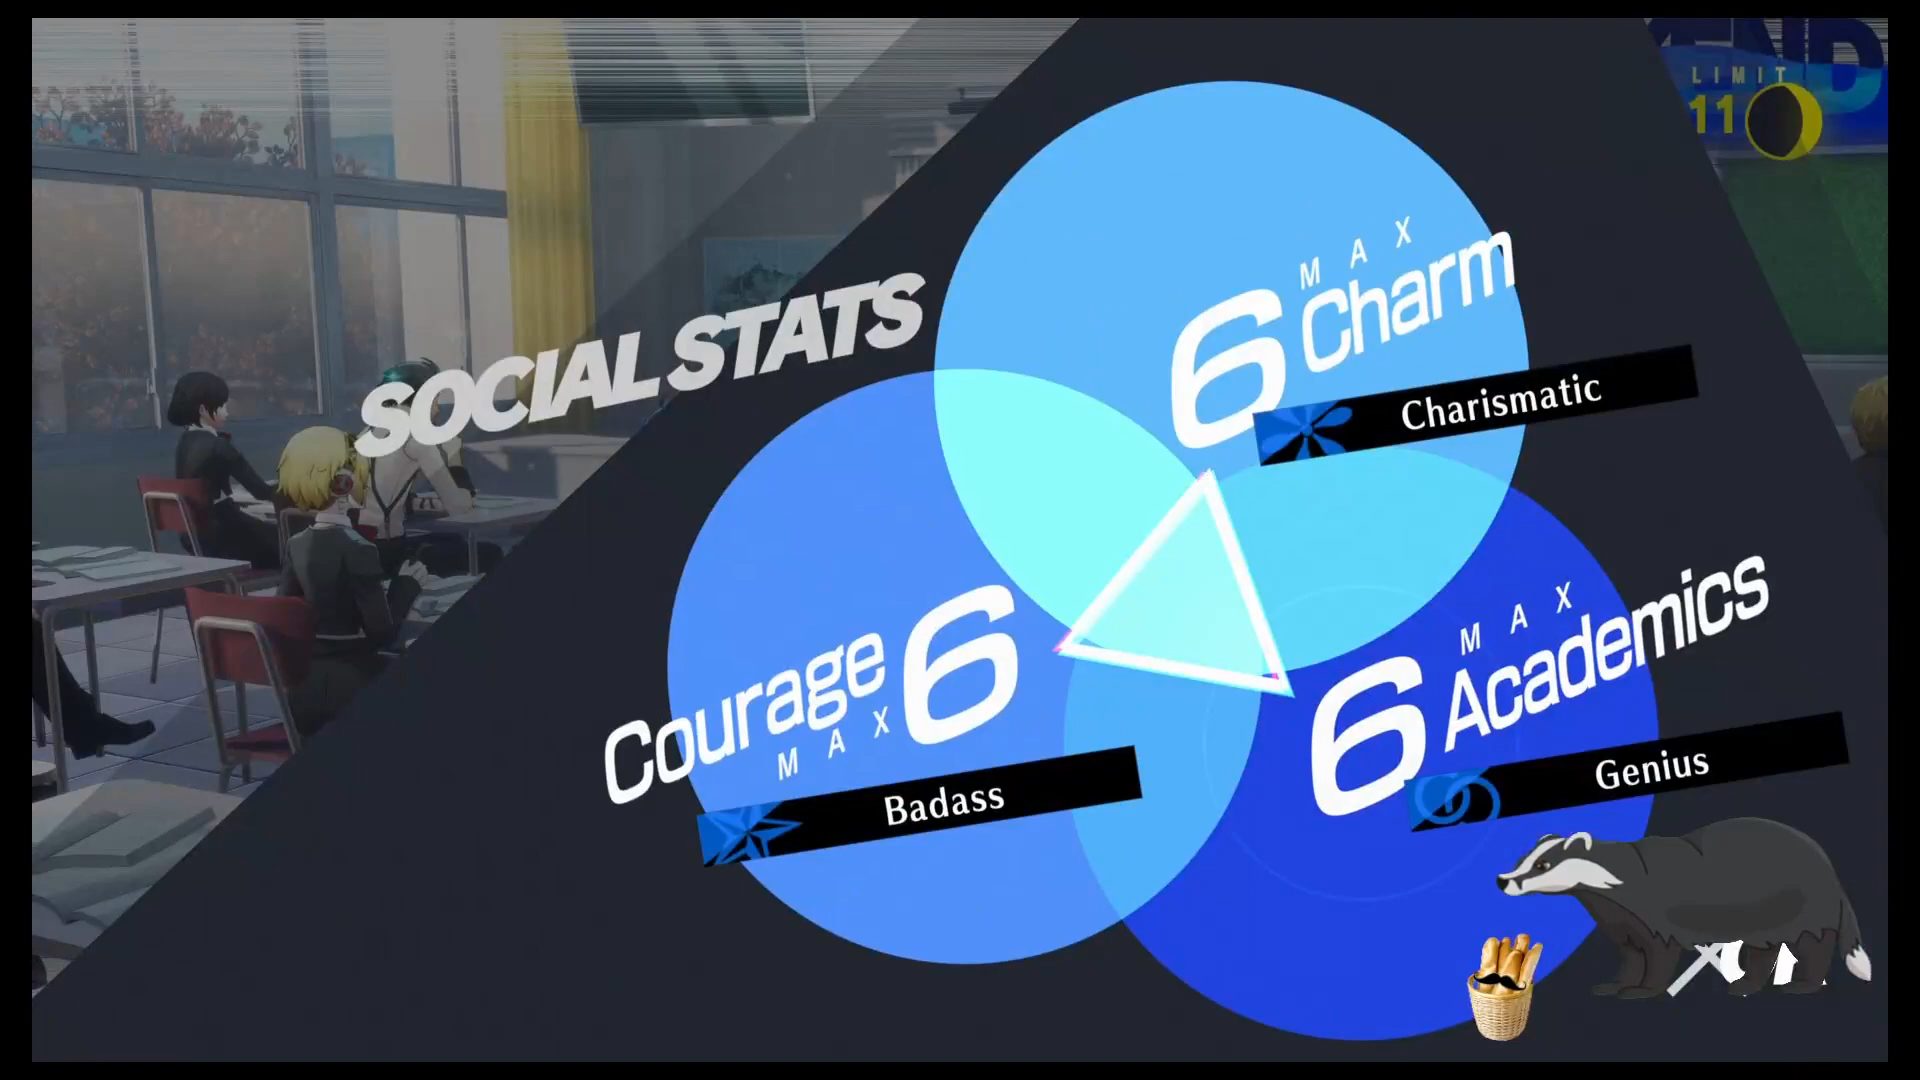 LIMIT
11
SOCIAL STATS
MAX
6 Charm
Charismatic
Courage 6
MAX
Badass
MAX
6 Academics
Genius